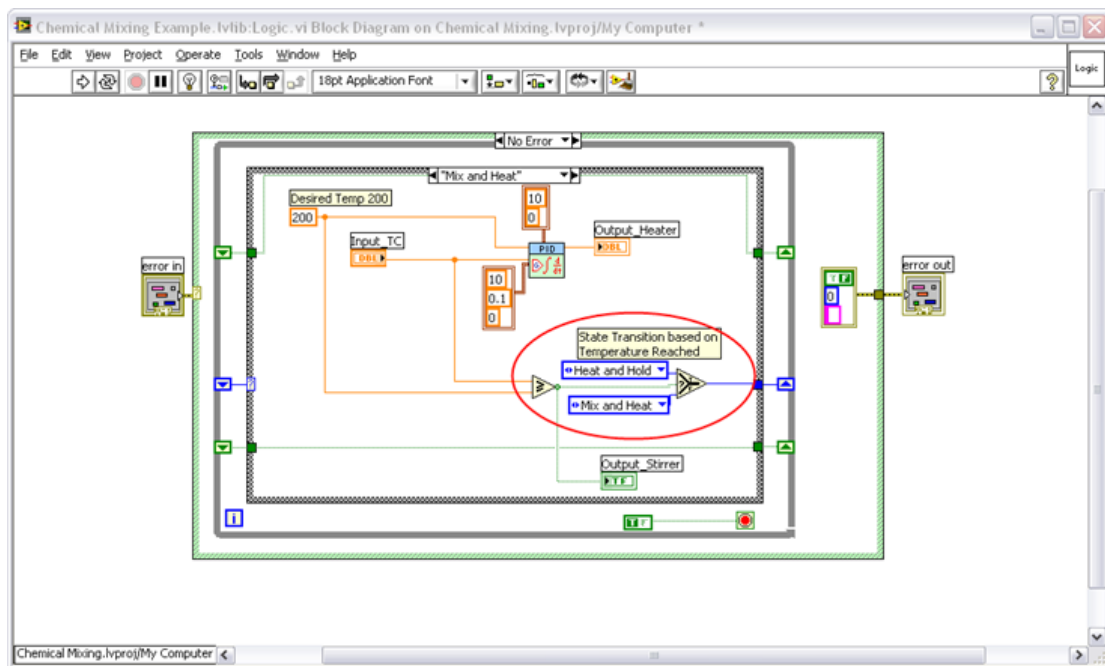 Chemical Mixing Example.lvlib:Logic.vi Block Diagram on Chemical Mixing.lvproj/My Computer *
File Edit View Project Operate Tools Window Help
18pt Application Font
?
Logic
No Error
"Mix and Heat"
Desired Temp 200
200
10
0
Output_Heater
DBL
Input_TC
DBL
PID
error in
?
10
0.1
0
T F
0
error out
State Transition based on
Temperature Reached
Heat and Hold
?
Mix and Heat
?
Output_Stirrer
TF
i
T F
Chemical Mixing.lvproj/My Computer